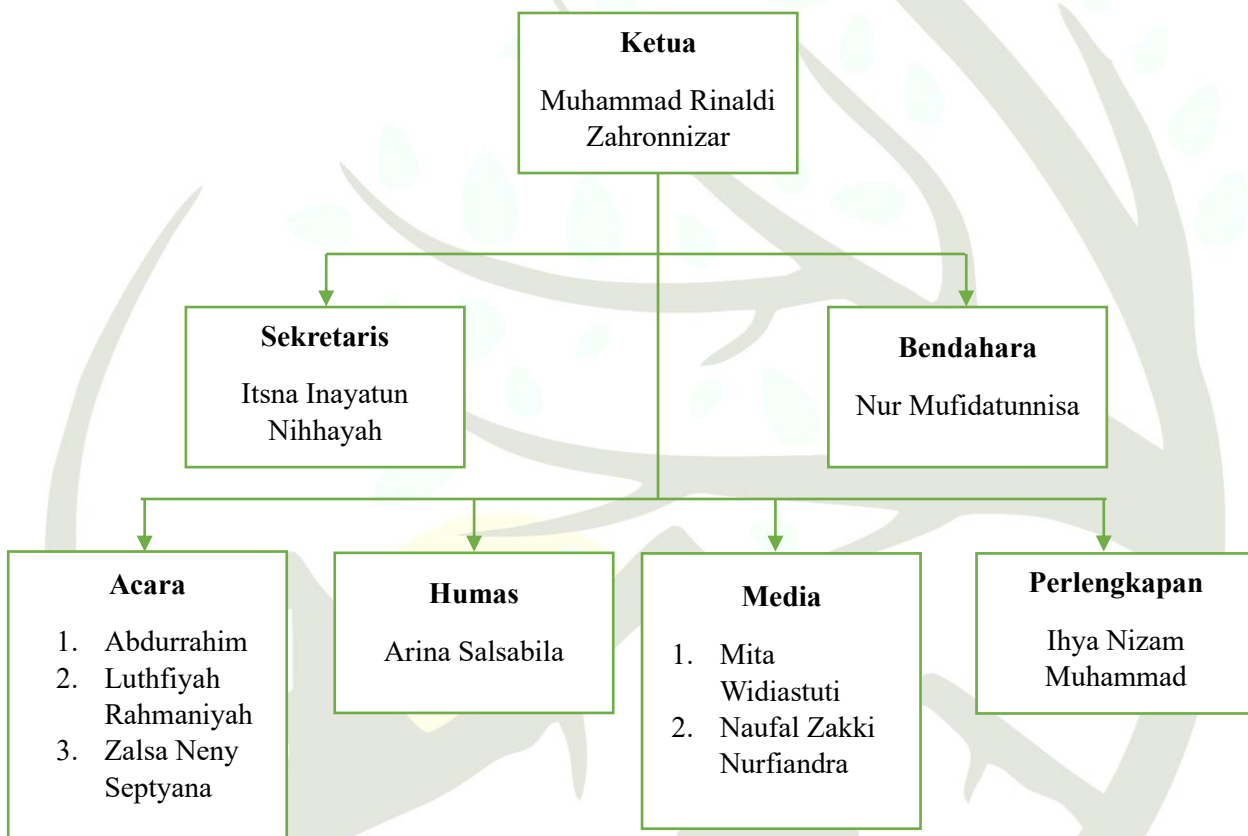 Ketua
Muhammad Rinaldi
Zahronnizar
Sekretaris
Itsna Inayatun
Nihhayah
Bendahara
Nur Mufidatunnisa
Acara
1. Abdurrahim
2. Luthfiyah
Rahmaniyah
3. Zalsa Neny
Septyana
Humas
Arina Salsabila
Media
1. Mita
Widiastuti
2. Naufal Zakki
Nurfiandra
Perlengkapan
Ihya Nizam
Muhammad